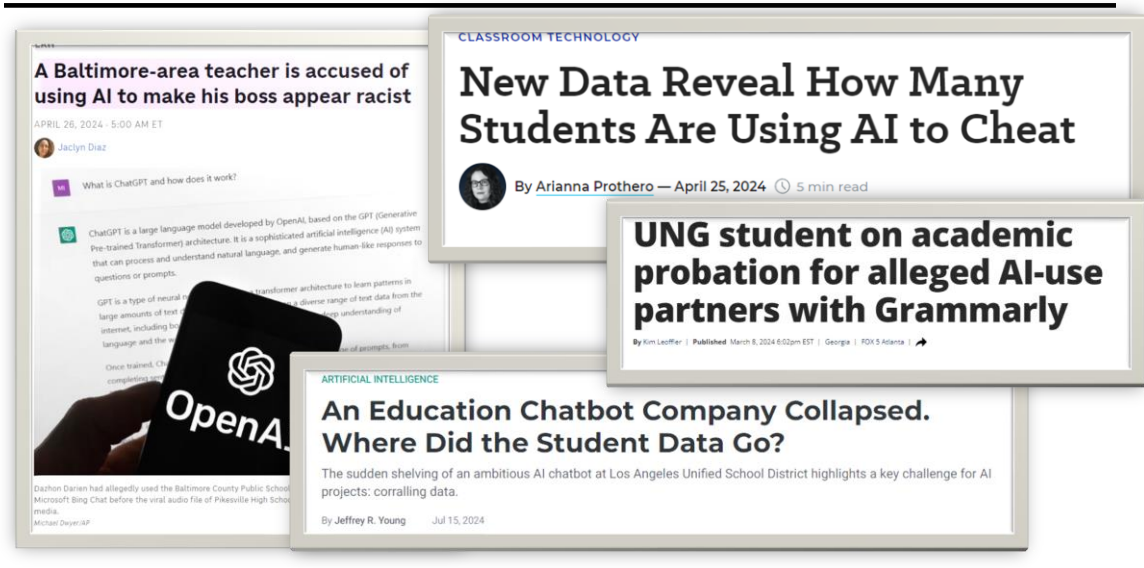 A Baltimore-area teacher is accused of
using AI to make his boss appear racist
APRIL 26, 2024 · 5:00 AM ET
Jaclyn Diaz
MI
What is ChatGPT and how does it work?
ChatGPT is a large language model developed by OpenAI, based on the GPT (Generative
Pre-trained Transformer) architecture. It is a sophisticated artificial intelligence (AI) system
that can process and understand natural language, and generate human-like responses to
questions or prompts.
GPT is a type of neural transformer architecture to learn patterns in
large amounts of text a diverse range of text data from the
internet, including deep understanding of
language and the
Once trained, of prompts, from
completing
OpenA
Dazhon Darien had allegedly used the Baltimore County Public School
Microsoft Bing Chat before the viral audio file of Pikesville High
media.
Michael Dwyer/AP
CLASSROOM TECHNOLOGY
New Data Reveal How Many
Students Are Using AI to Cheat
By Arianna Prothero — April 25, 2024 5 min read
UNG student on academic
probation for alleged AI-use
partners with Grammarly
By Kim Leoffler | Published March 8, 2024 6:02pm EST | Georgia | FOX 5 Atlanta |
ARTIFICIAL INTELLIGENCE
An Education Chatbot Company Collapsed.
Where Did the Student Data Go?
The sudden shelving of an ambitious AI chatbot at Los Angeles Unified School District highlights a key challenge for AI
projects: corralling data.
By Jeffrey R. Young Jul 15, 2024